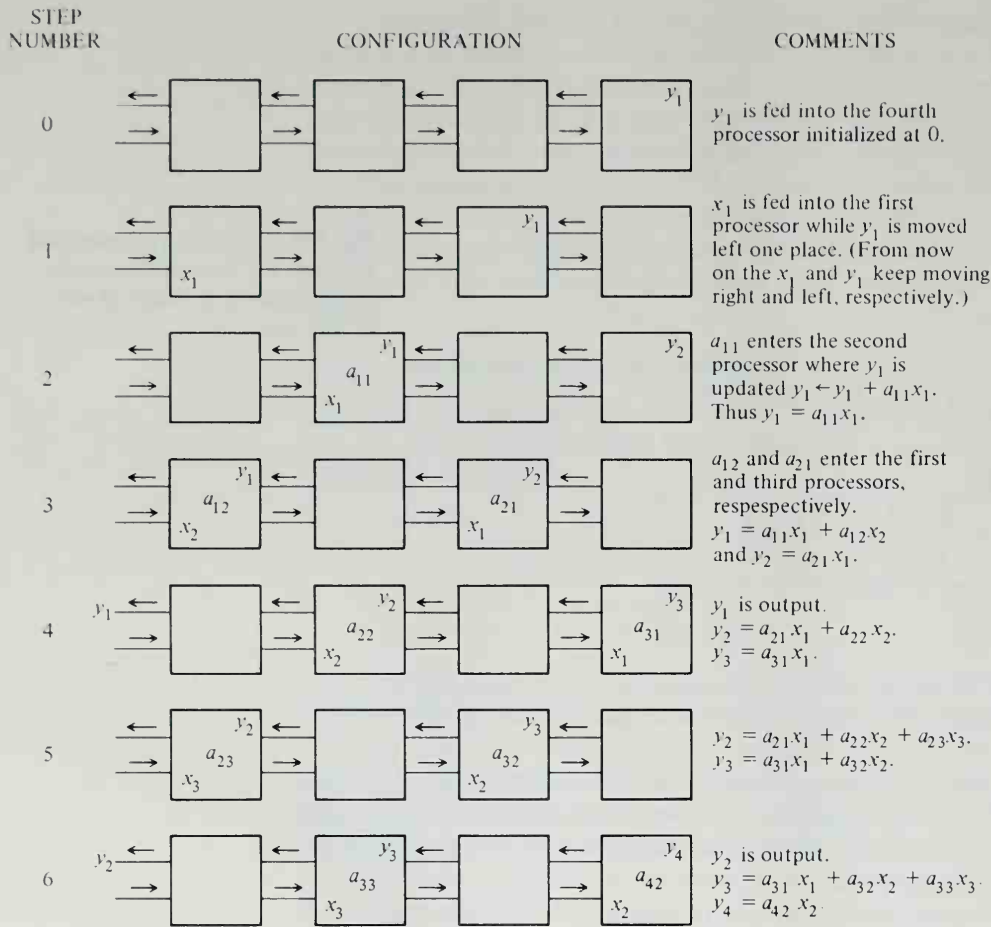 STEP
NUMBER CONFIGURATION COMMENTS
0 y₁ y₁ is fed into the fourth
processor initialized at 0.
1 y₁ x₁ x₁ is fed into the first
processor while y₁ is moved
left one place. (From now
on the x₁ and y₁ keep moving
right and left, respectively.)
2 y₁ a₁₁ x₁ y₂ a₁₁ enters the second
processor where y₁ is
updated y₁ ← y₁ + a₁₁x₁.
Thus y₁ = a₁₁x₁.
3 y₁ a₁₂ x₂ y₂ a₂₁ x₁ a₁₂ and a₂₁ enter the first
and third processors,
respespectively.
y₁ = a₁₁x₁ + a₁₂x₂
and y₂ = a₂₁x₁.
4 y₁ y₂ a₂₂ x₂ y₃ a₃₁ x₁ y₁ is output.
y₂ = a₂₁x₁ + a₂₂x₂.
y₃ = a₃₁x₁.
5 y₂ a₂₃ x₃ y₃ a₃₂ x₂ y₂ = a₂₁x₁ + a₂₂x₂ + a₂₃x₃.
y₃ = a₃₁x₁ + a₃₂x₂.
6 y₂ y₃ a₃₃ x₃ y₄ a₄₂ x₂ y₂ is output.
y₃ = a₃₁x₁ + a₃₂x₂ + a₃₃x₃.
y₄ = a₄₂x₂.